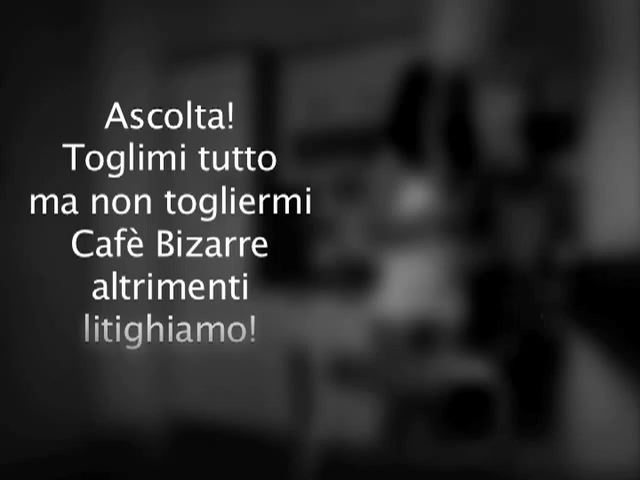 Ascolta!
Toglimi tutto
ma non togliermi
Cafè Bizarre
altrimenti
litighiamo!